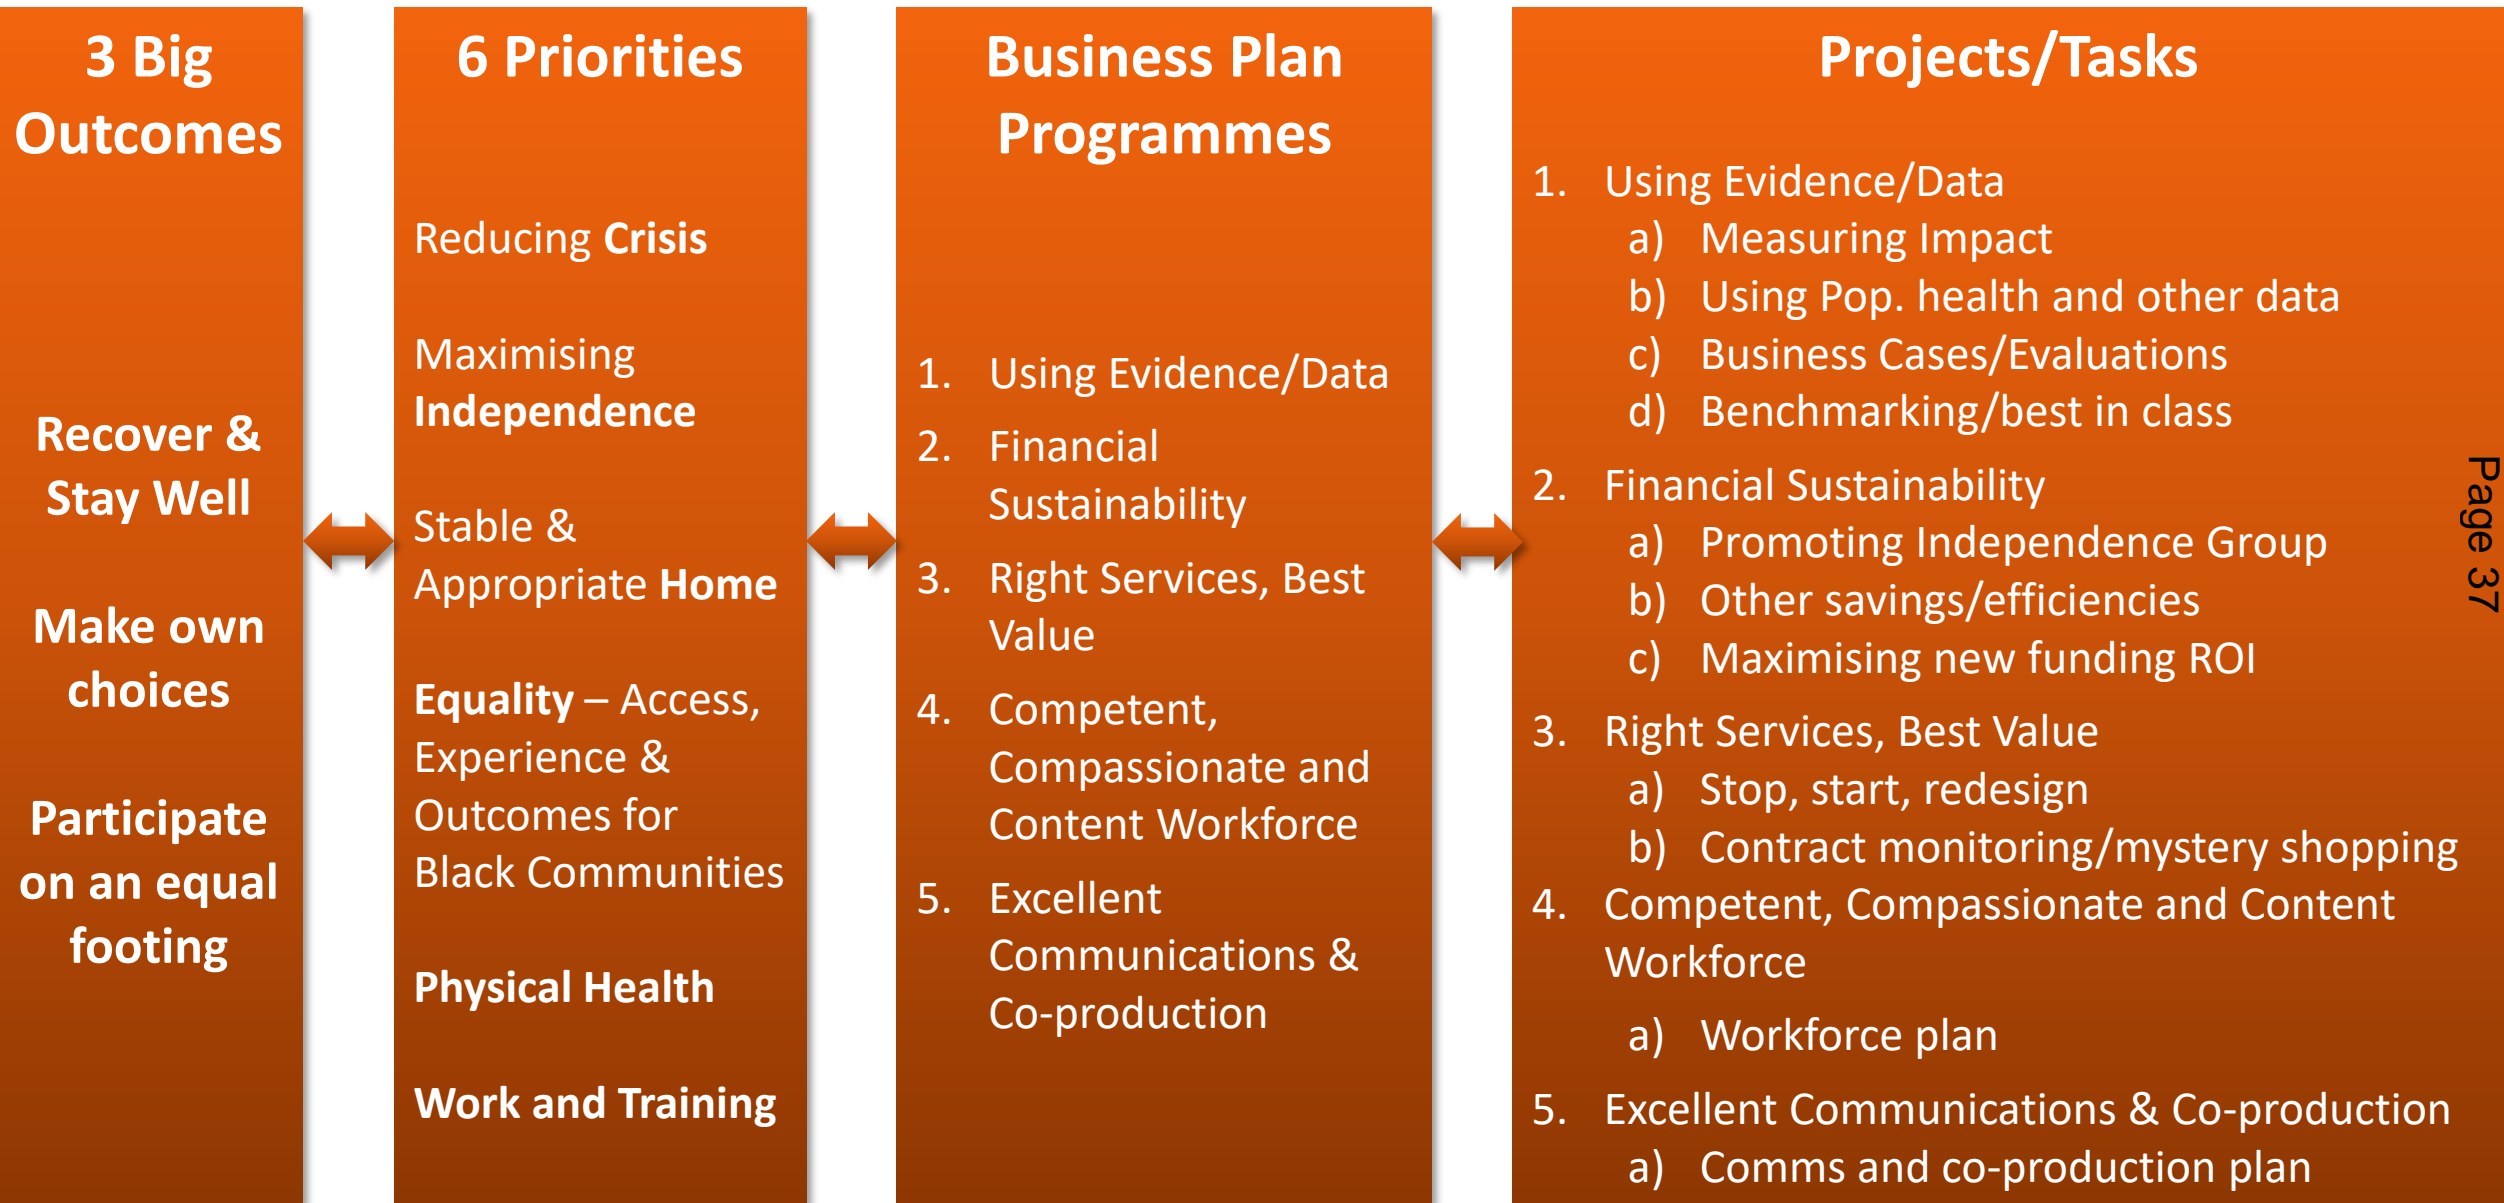 3 Big
Outcomes
Recover &
Stay Well
Make own
choices
Participate
on an equal
footing
6 Priorities
Reducing Crisis
Maximising
Independence
Stable &
Appropriate Home
Equality – Access,
Experience &
Outcomes for
Black Communities
Physical Health
Work and Training
Business Plan
Programmes
1. Using Evidence/Data
2. Financial
Sustainability
3. Right Services, Best
Value
4. Competent,
Compassionate and
Content Workforce
5. Excellent
Communications &
Co-production
Projects/Tasks
1. Using Evidence/Data
a) Measuring Impact
b) Using Pop. health and other data
c) Business Cases/Evaluations
d) Benchmarking/best in class
2. Financial Sustainability
a) Promoting Independence Group
b) Other savings/efficiencies
c) Maximising new funding ROI
3. Right Services, Best Value
a) Stop, start, redesign
b) Contract monitoring/mystery shopping
4. Competent, Compassionate and Content
Workforce
a) Workforce plan
5. Excellent Communications & Co-production
a) Comms and co-production plan
Page 37